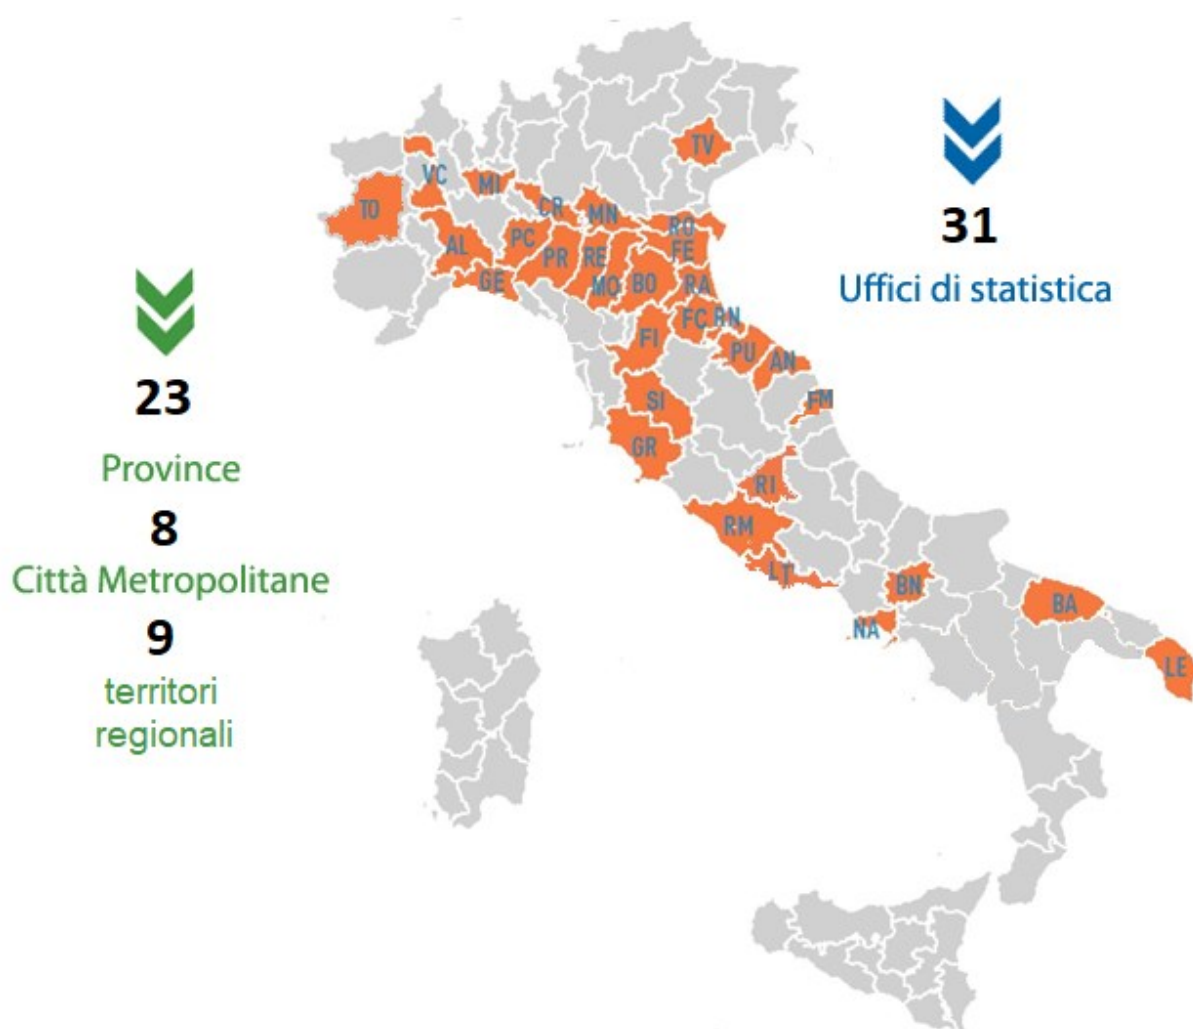 23
Province
8
Città Metropolitane
9
territori
regionali
31
Uffici di statistica
TV
VC
MI
TO
CR
MN
RO
AL
PC
PR
RE
FE
GE
MO
BO
RA
FC
RN
FI
PU
AN
SI
FM
GR
RI
RM
LT
BN
BA
NA
LE